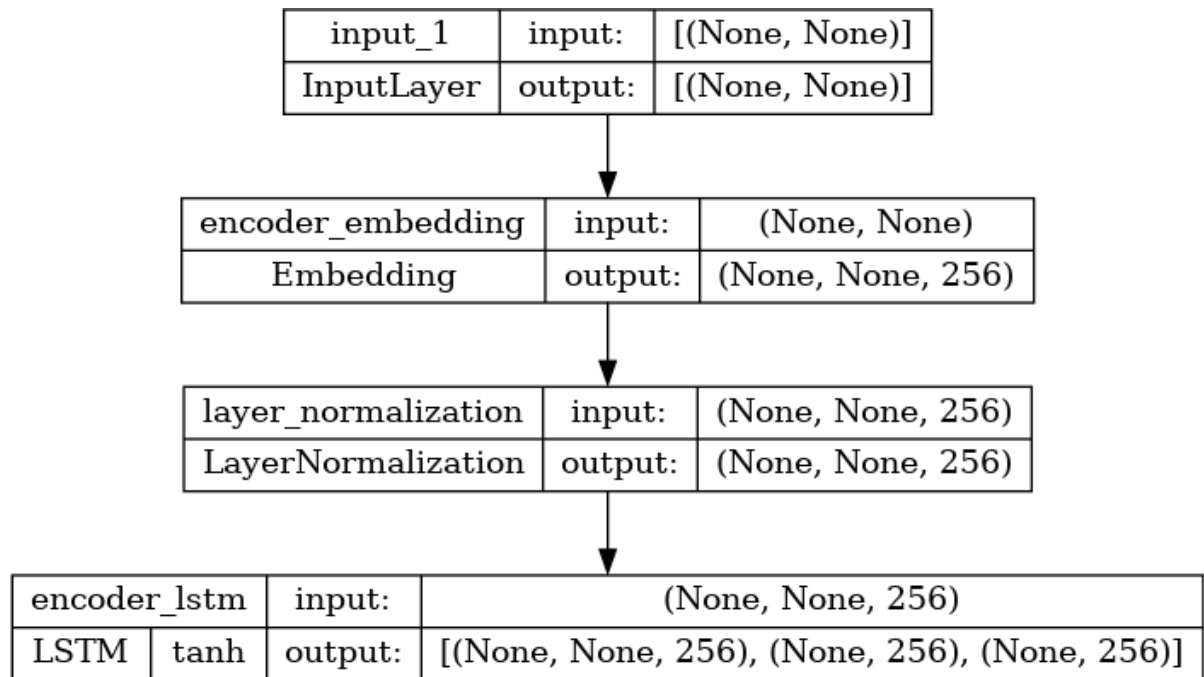 input_1 input: [(None, None)]
InputLayer output: [(None, None)]
encoder_embedding input: (None, None)
Embedding output: (None, None, 256)
layer_normalization input: (None, None, 256)
LayerNormalization output: (None, None, 256)
encoder_lstm input: (None, None, 256)
LSTM tanh output: [(None, None, 256), (None, 256), (None, 256)]